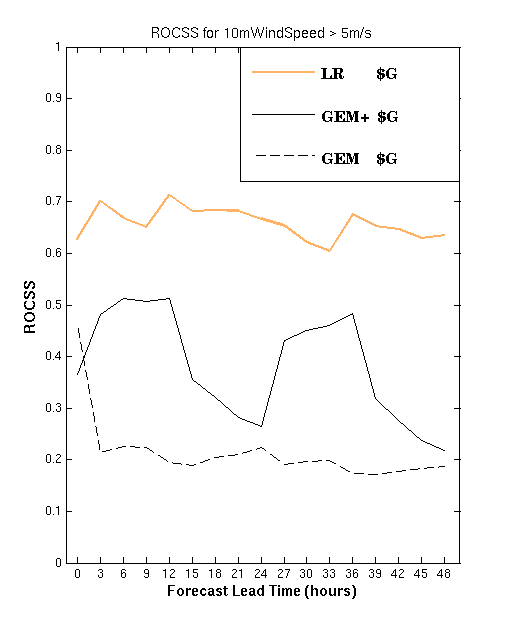 ROCSS for 10mWindSpeed > 5m/s
LR $G
GEM+ $G
GEM $G
1
0.9
0.8
0.7
0.6
0.5
0.4
0.3
0.2
0.1
0
ROCSS
0 3 6 9 12 15 18 21 24 27 30 33 36 39 42 45 48
Forecast Lead Time (hours)